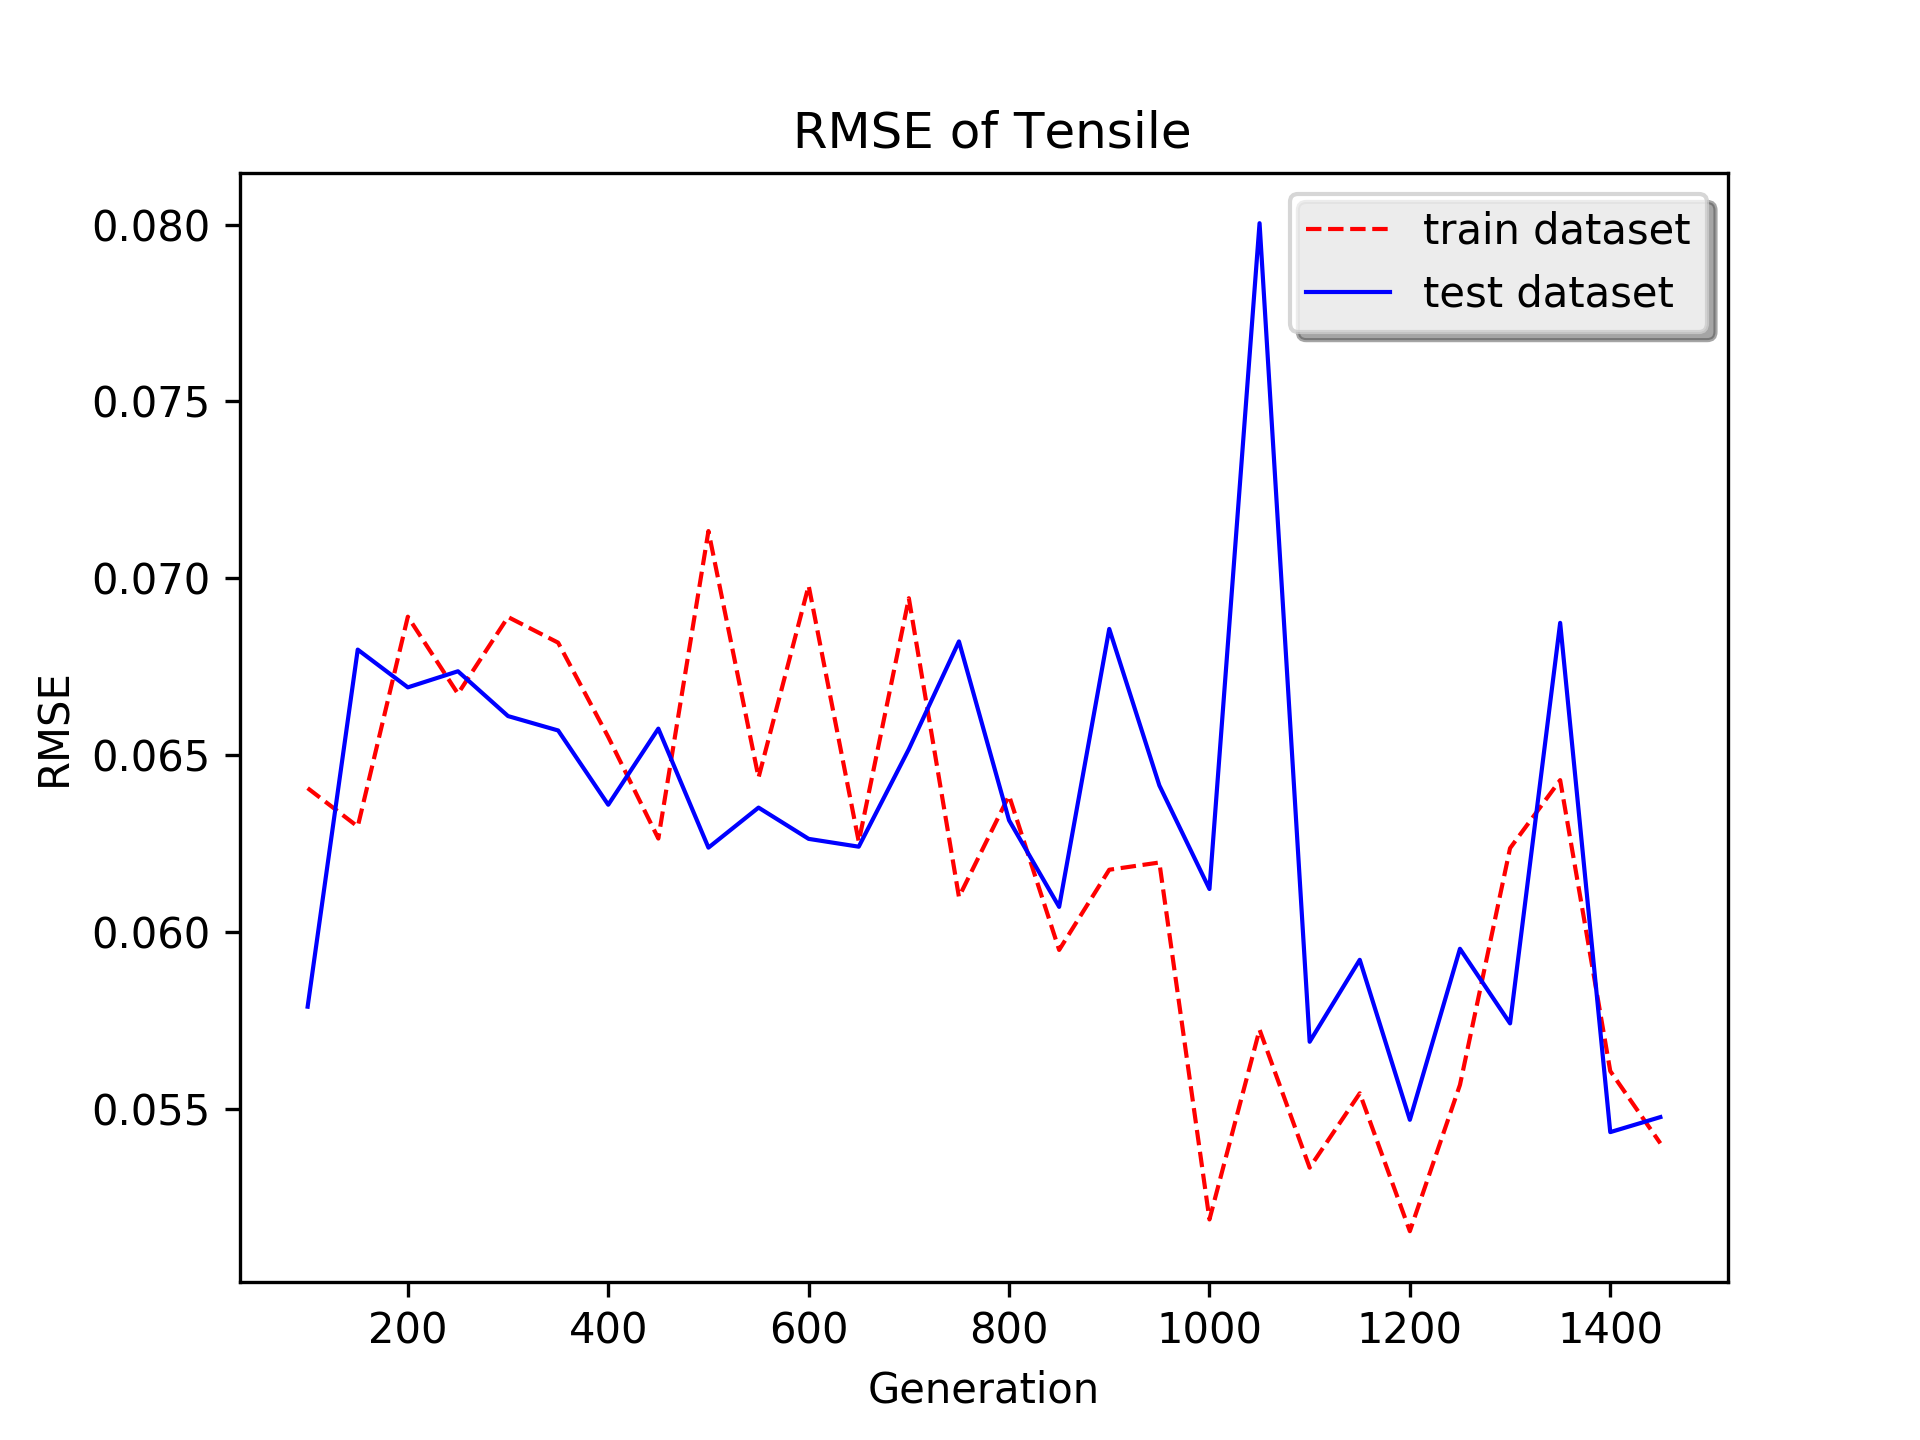 RMSE of Tensile
train dataset
test dataset
0.080
0.075
0.070
0.065
0.060
0.055
RMSE
200 400 600 800 1000 1200 1400
Generation